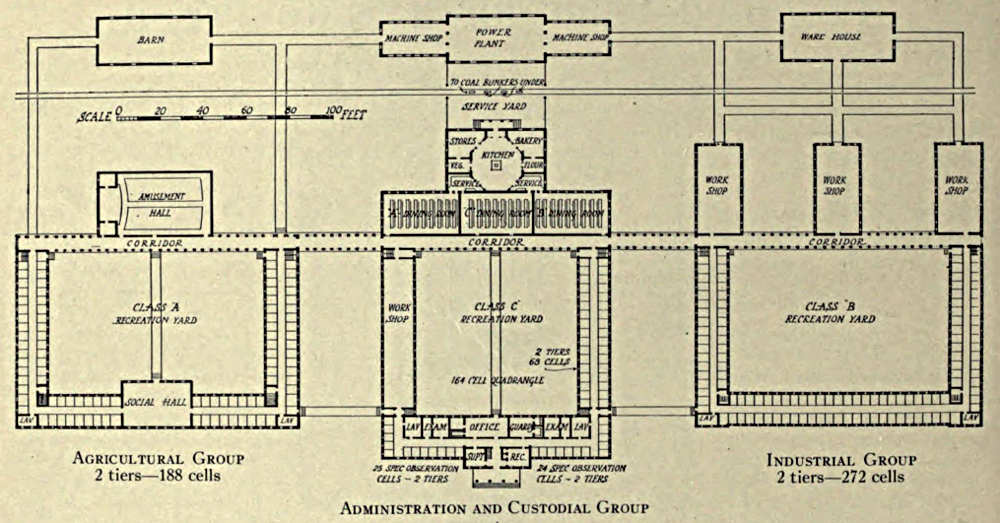 BARN
MACHINE SHOP
POWER
PLANT
MACHINE SHOP
WARE HOUSE
TO COAL BUNKERS UNDER
SERVICE YARD
SCALE 0 20 40 60 80 100 FEET
STORES
BAKERY
KITCHEN
VEG.
FLOUR
SERVICE
SERVICE
WORK
SHOP
WORK
SHOP
WORK
SHOP
AMUSEMENT
HALL
"A" DINING ROOM
"C" DINING ROOM
"B" DINING ROOM
CORRIDOR
CORRIDOR
CORRIDOR
CLASS "A"
RECREATION YARD
WORK
SHOP
CLASS "C"
RECREATION YARD
CLASS "B"
RECREATION YARD
2 TIERS
68 CELLS
164 CELL QUADRANGLE
SOCIAL HALL
LAV
LAV
LAV
EXAM
OFFICE
GUARD
EXAM
LAV
LAV
LAV
SUPT
REC.
25 SPEC OBSERVATION
CELLS - 2 TIERS
24 SPEC OBSERVATION
CELLS - 2 TIERS
AGRICULTURAL GROUP
2 tiers—188 cells
INDUSTRIAL GROUP
2 tiers—272 cells
ADMINISTRATION AND CUSTODIAL GROUP